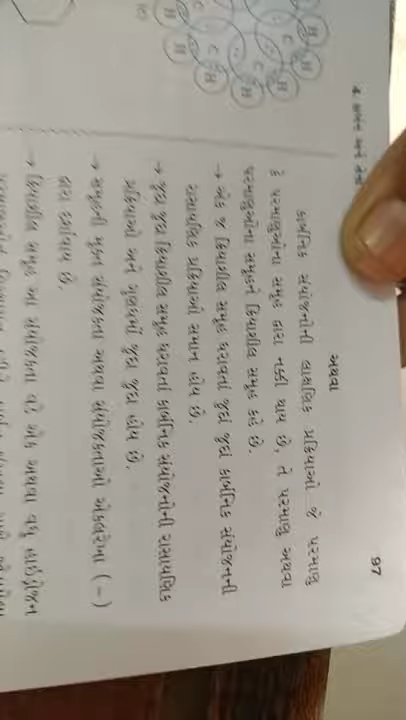 97
અથવા
કાર્બનિક સંયોજનોની રાસાયણિક પ્રક્રિયાઓ જે પરમાણુ
કે પરમાણુઓના સમૂહ દ્વારા નક્કી થાય છે, તે પરમાણુ અથવા
પરમાણુઓના સમૂહને ક્રિયાશીલ સમૂહ કહે છે.
→ એક જ ક્રિયાશીલ સમૂહ ધરાવતાં જુદા જુદા કાર્બનિક સંયોજનની
રાસાયણિક પ્રક્રિયાઓ સમાન હોય છે.
→ જુદા જુદા ક્રિયાશીલ સમૂહ ધરાવતાં કાર્બનિક સંયોજનોની રાસાયણિક
પ્રક્રિયાઓ અને ગુણધર્મો જુદા જુદા હોય છે.
→ સમૂહની મુક્ત સંયોજકતા અથવા સંયોજકતાઓ એકલરેખા (–)
દ્વારા દર્શાવાય છે.
→ ક્રિયાશીલ સમૂહ આ સંયોજકતા વડે એક અથવા વધુ હાઈડ્રોજન
H
H
H
H
H
H
C
C
C
(c)